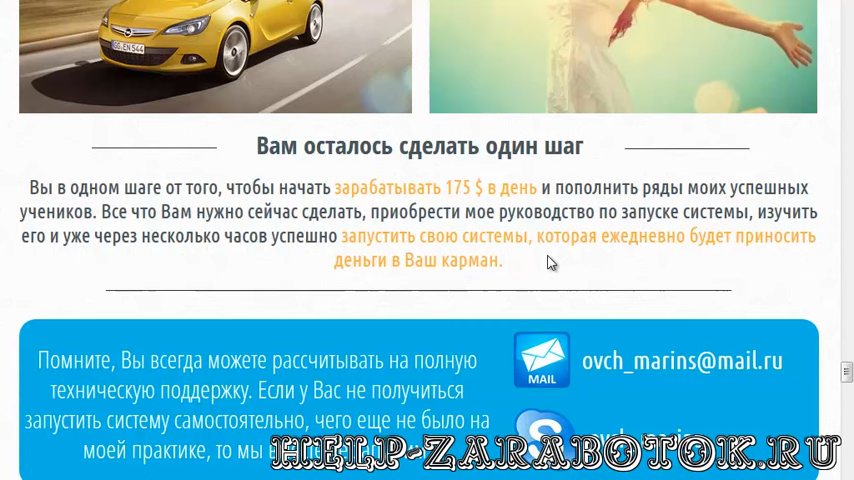 GG EN 544
Вам осталось сделать один шаг
Вы в одном шаге от того, чтобы начать зарабатывать 175 $ в день и пополнить ряды моих успешных
учеников. Все что Вам нужно сейчас сделать, приобрести мое руководство по запуске системы, изучить
его и уже через несколько часов успешно запустить свою системы, которая ежедневно будет приносить
деньги в Ваш карман.
Помните, Вы всегда можете рассчитывать на полную
техническую поддержку. Если у Вас не получиться
запустить систему самостоятельно, чего еще не было на
моей практике, то мы
MAIL
ovch_marins@mail.ru
HELP-ZARABOTOK.RU